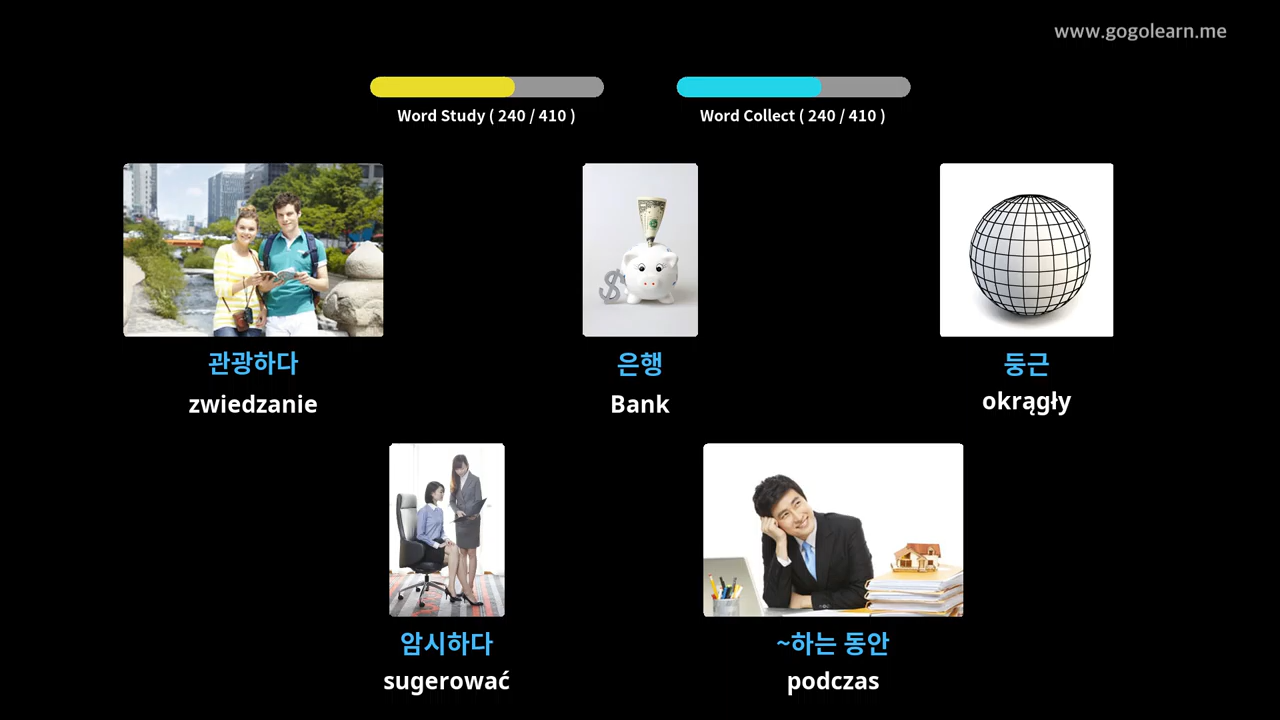 www.gogolearn.me
Word Study ( 240 / 410 )
Word Collect ( 240 / 410 )
관광하다
zwiedzanie
은행
Bank
둥근
okrągły
암시하다
sugerować
~하는 동안
podczas